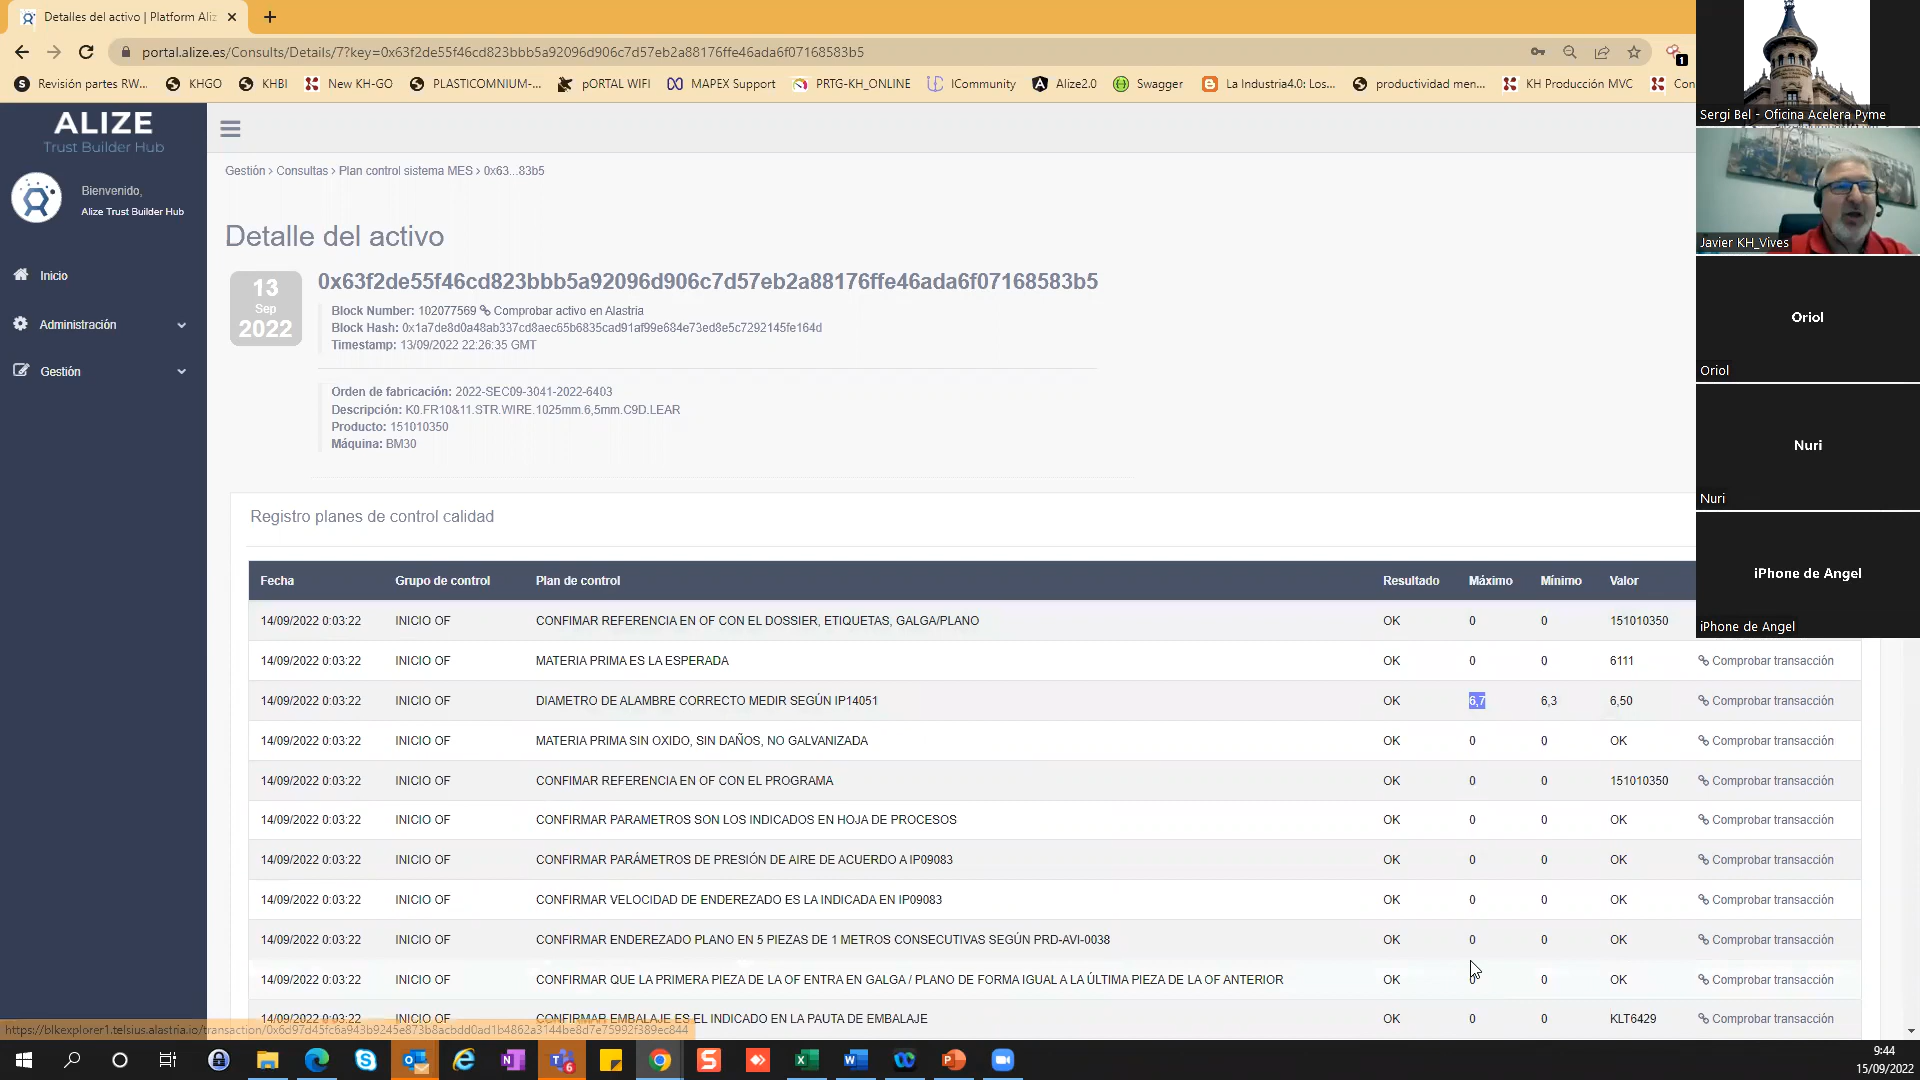 Detalles del activo | Platform Aliz
portal.alize.es/Consults/Details/7?key=0x63f2de55f46cd823bbb5a92096d906c7d57eb2a88176ffe46ada6f07168583b5
1
Revisión partes RW... KHGO KHBI New KH-GO PLASTICOMNIUM-... pORTAL WIFI MAPEX Support PRTG-KH_ONLINE ICommunity Alize2.0 Swagger La Industria4.0: Los... productividad men... KH Producción MVC Con
ALIZE
Trust Builder Hub
Bienvenido,
Alize Trust Builder Hub
Inicio
Administración
Gestión
Gestión > Consultas > Plan control sistema MES > 0x63...83b5
Detalle del activo
13
Sep
2022
0x63f2de55f46cd823bbb5a92096d906c7d57eb2a88176ffe46ada6f07168583b5
Block Number: 102077569 Comprobar activo en Alastria
Block Hash: 0x1a7de8d0a48ab337cd8aec65b6835cad91af99e684e73ed8e5c7292145fe164d
Timestamp: 13/09/2022 22:26:35 GMT
Orden de fabricación: 2022-SEC09-3041-2022-6403
Descripción: K0.FR10&11.STR.WIRE.1025mm.6,5mm.C9D.LEAR
Producto: 151010350
Máquina: BM30
Registro planes de control calidad
Fecha Grupo de control Plan de control Resultado Máximo Mínimo Valor
14/09/2022 0:03:22 INICIO OF CONFIMAR REFERENCIA EN OF CON EL DOSSIER, ETIQUETAS, GALGA/PLANO OK 0 0 151010350
14/09/2022 0:03:22 INICIO OF MATERIA PRIMA ES LA ESPERADA OK 0 0 6111 Comprobar transacción
14/09/2022 0:03:22 INICIO OF DIAMETRO DE ALAMBRE CORRECTO MEDIR SEGÚN IP14051 OK 6,7 6,3 6,50 Comprobar transacción
14/09/2022 0:03:22 INICIO OF MATERIA PRIMA SIN OXIDO, SIN DAÑOS, NO GALVANIZADA OK 0 0 OK Comprobar transacción
14/09/2022 0:03:22 INICIO OF CONFIMAR REFERENCIA EN OF CON EL PROGRAMA OK 0 0 151010350 Comprobar transacción
14/09/2022 0:03:22 INICIO OF CONFIRMAR PARAMETROS SON LOS INDICADOS EN HOJA DE PROCESOS OK 0 0 OK Comprobar transacción
14/09/2022 0:03:22 INICIO OF CONFIRMAR PARÁMETROS DE PRESIÓN DE AIRE DE ACUERDO A IP09083 OK 0 0 OK Comprobar transacción
14/09/2022 0:03:22 INICIO OF CONFIRMAR VELOCIDAD DE ENDEREZADO ES LA INDICADA EN IP09083 OK 0 0 OK Comprobar transacción
14/09/2022 0:03:22 INICIO OF CONFIRMAR ENDEREZADO PLANO EN 5 PIEZAS DE 1 METROS CONSECUTIVAS SEGÚN PRD-AVI-0038 OK 0 0 OK Comprobar transacción
14/09/2022 0:03:22 INICIO OF CONFIRMAR QUE LA PRIMERA PIEZA DE LA OF ENTRA EN GALGA / PLANO DE FORMA IGUAL A LA ÚLTIMA PIEZA DE LA OF ANTERIOR OK 0 0 OK Comprobar transacción
14/09/2022 0:03:22 INICIO OF CONFIRMAR EMBALAJE ES EL INDICADO EN LA PAUTA DE EMBALAJE OK 0 0 KLT6429 Comprobar transacción
https://blkexplorer1.telsius.alastria.io/transaction/0x6d97d45fc6a943b9245e873b8acbdd0ad1b4862a3144be8d7e75992f389ec844
Sergi Bel - Oficina Acelera Pyme
Javier KH_Vives
Oriol
Oriol
Nuri
Nuri
iPhone de Angel
iPhone de Angel
9:44
15/09/2022